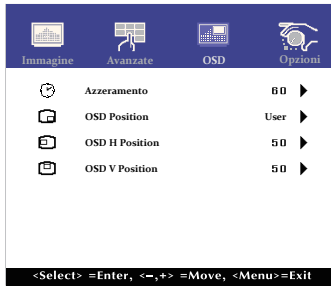 Immagine Avanzate OSD Opzioni
Azzeramento 60
OSD Position User
OSD H Position 50
OSD V Position 50
<Select> =Enter, <–,+> =Move, <Menu>=Exit